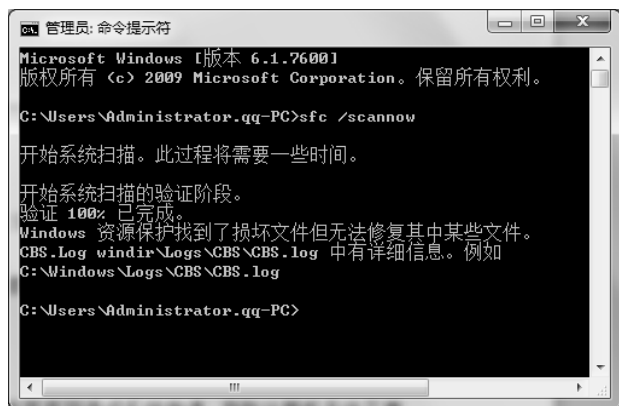 管理员: 命令提示符
Microsoft Windows [版本 6.1.7600]
版权所有 (c) 2009 Microsoft Corporation。保留所有权利。
C:\Users\Administrator.qq-PC>sfc /scannow
开始系统扫描。此过程将需要一些时间。
开始系统扫描的验证阶段。
验证 100% 已完成。
Windows 资源保护找到了损坏文件但无法修复其中某些文件。
CBS.Log windir\Logs\CBS\CBS.log 中有详细信息。例如
C:\Windows\Logs\CBS\CBS.log
C:\Users\Administrator.qq-PC>